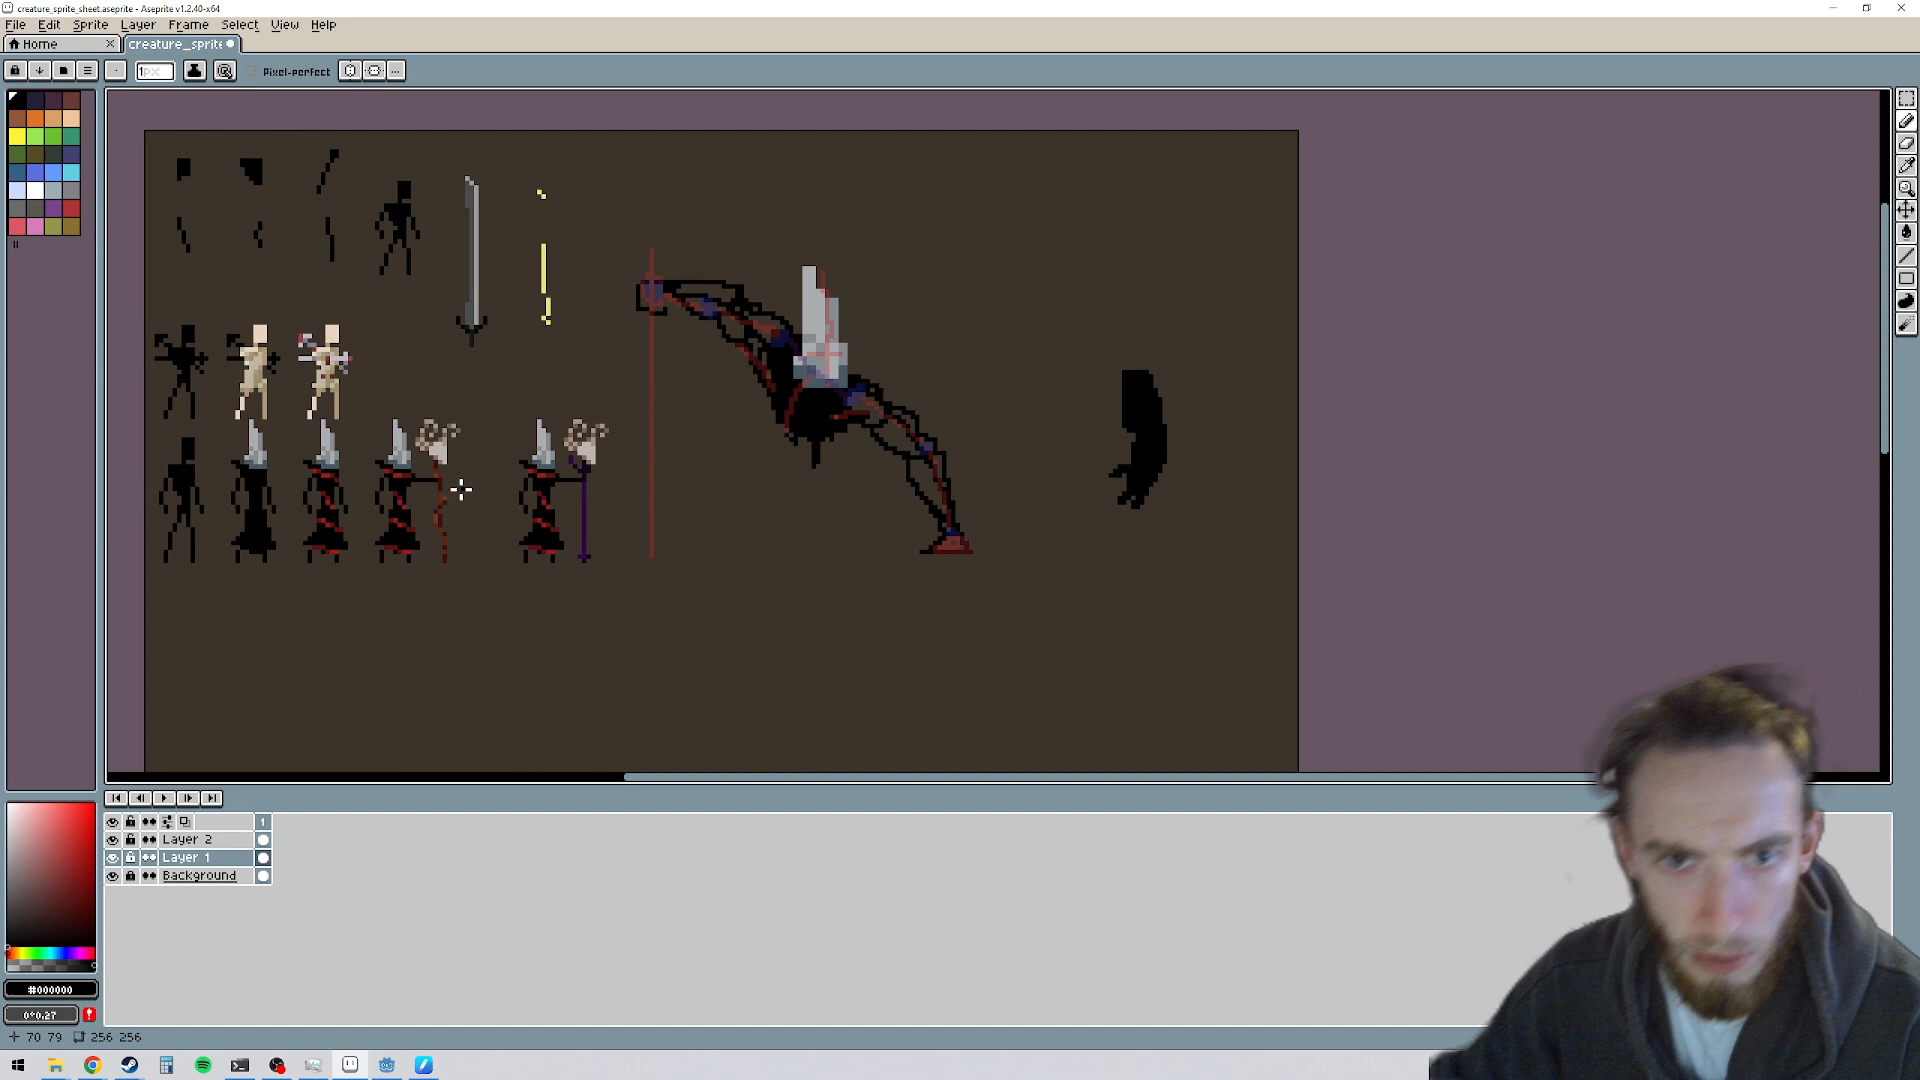 creature_sprite_sheet.aseprite - Aseprite v1.2.40-x64
File Edit Sprite Layer Frame Select View Help
Home
creature_sprite
1px Pixel-perfect
1
Layer 2
Layer 1
Background
#000000
70 79 256 256